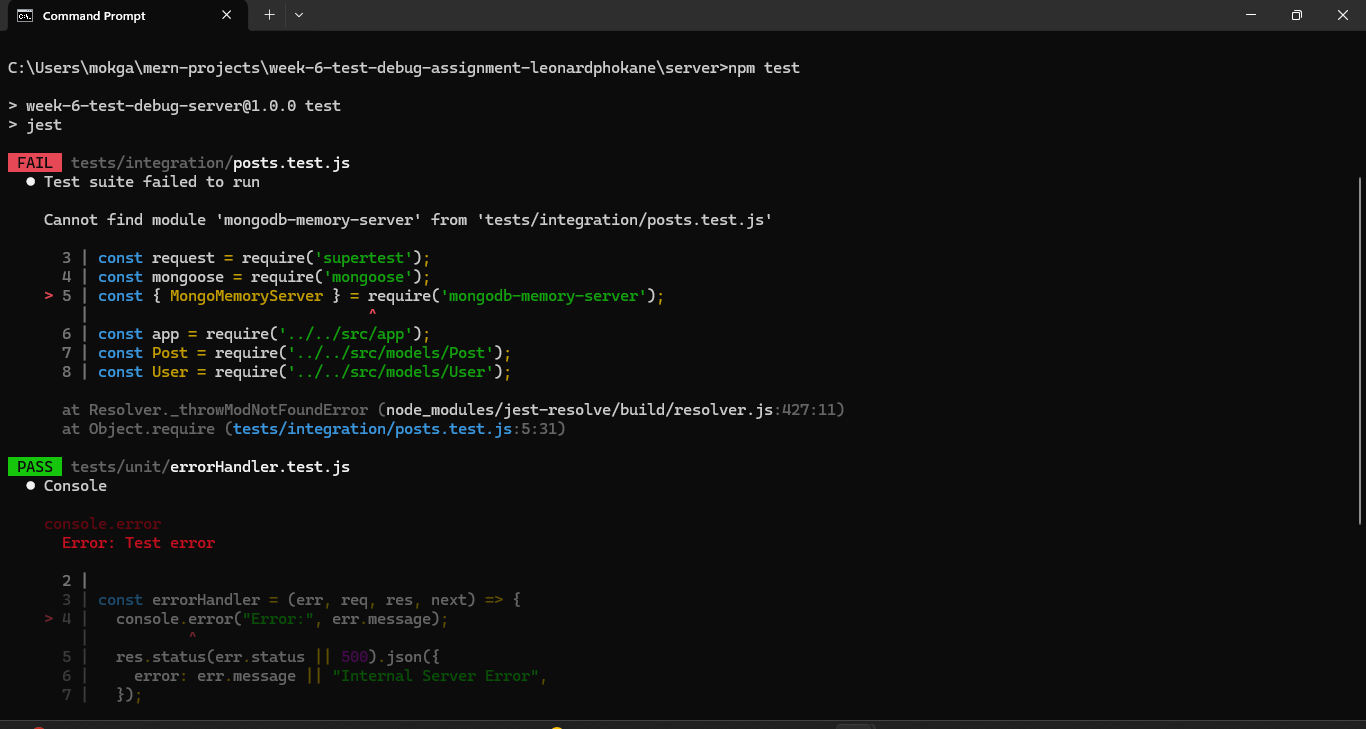 Command Prompt
C:\Users\mokga\mern-projects\week-6-test-debug-assignment-leonardphokane\server>npm test
> week-6-test-debug-server@1.0.0 test
> jest
FAIL tests/integration/posts.test.js
● Test suite failed to run
Cannot find module 'mongodb-memory-server' from 'tests/integration/posts.test.js'
3 | const request = require('supertest');
4 | const mongoose = require('mongoose');
> 5 | const { MongoMemoryServer } = require('mongodb-memory-server');
| ^
6 | const app = require('../../src/app');
7 | const Post = require('../../src/models/Post');
8 | const User = require('../../src/models/User');
at Resolver._throwModNotFoundError (node_modules/jest-resolve/build/resolver.js:427:11)
at Object.require (tests/integration/posts.test.js:5:31)
PASS tests/unit/errorHandler.test.js
● Console
console.error
Error: Test error
2 |
3 | const errorHandler = (err, req, res, next) => {
> 4 | console.error("Error:", err.message);
| ^
5 | res.status(err.status || 500).json({
6 | error: err.message || "Internal Server Error",
7 | });